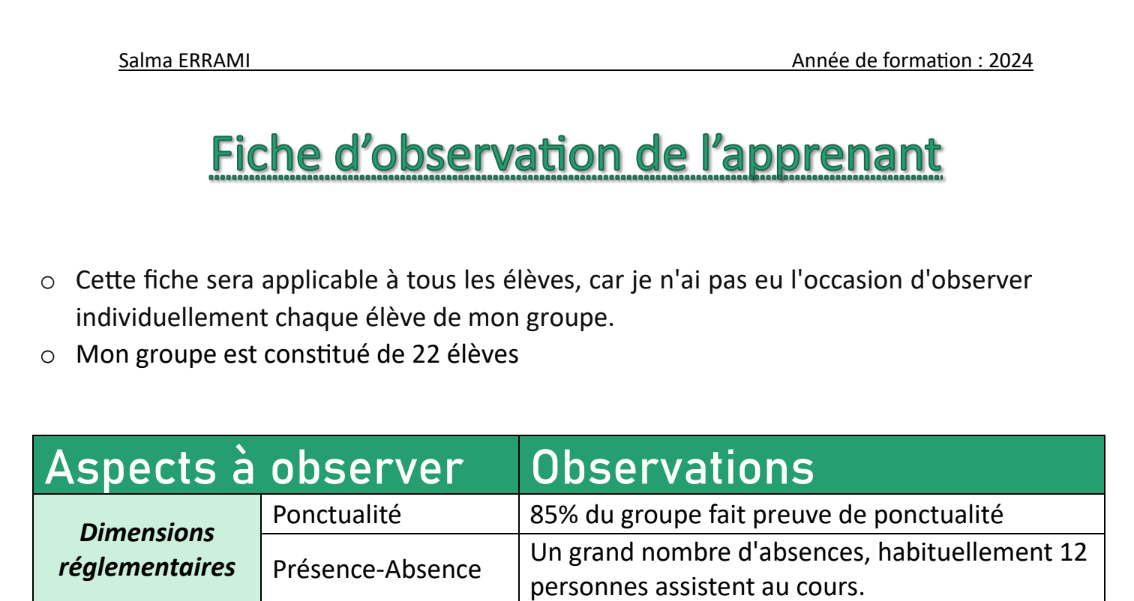 Salma ERRAMI Année de formation : 2024
Fiche d’observation de l’apprenant
o Cette fiche sera applicable à tous les élèves, car je n'ai pas eu l'occasion d'observer
individuellement chaque élève de mon groupe.
o Mon groupe est constitué de 22 élèves
Aspects à observer Observations
Dimensions
réglementaires
Ponctualité 85% du groupe fait preuve de ponctualité
Présence-Absence Un grand nombre d'absences, habituellement 12
personnes assistent au cours.